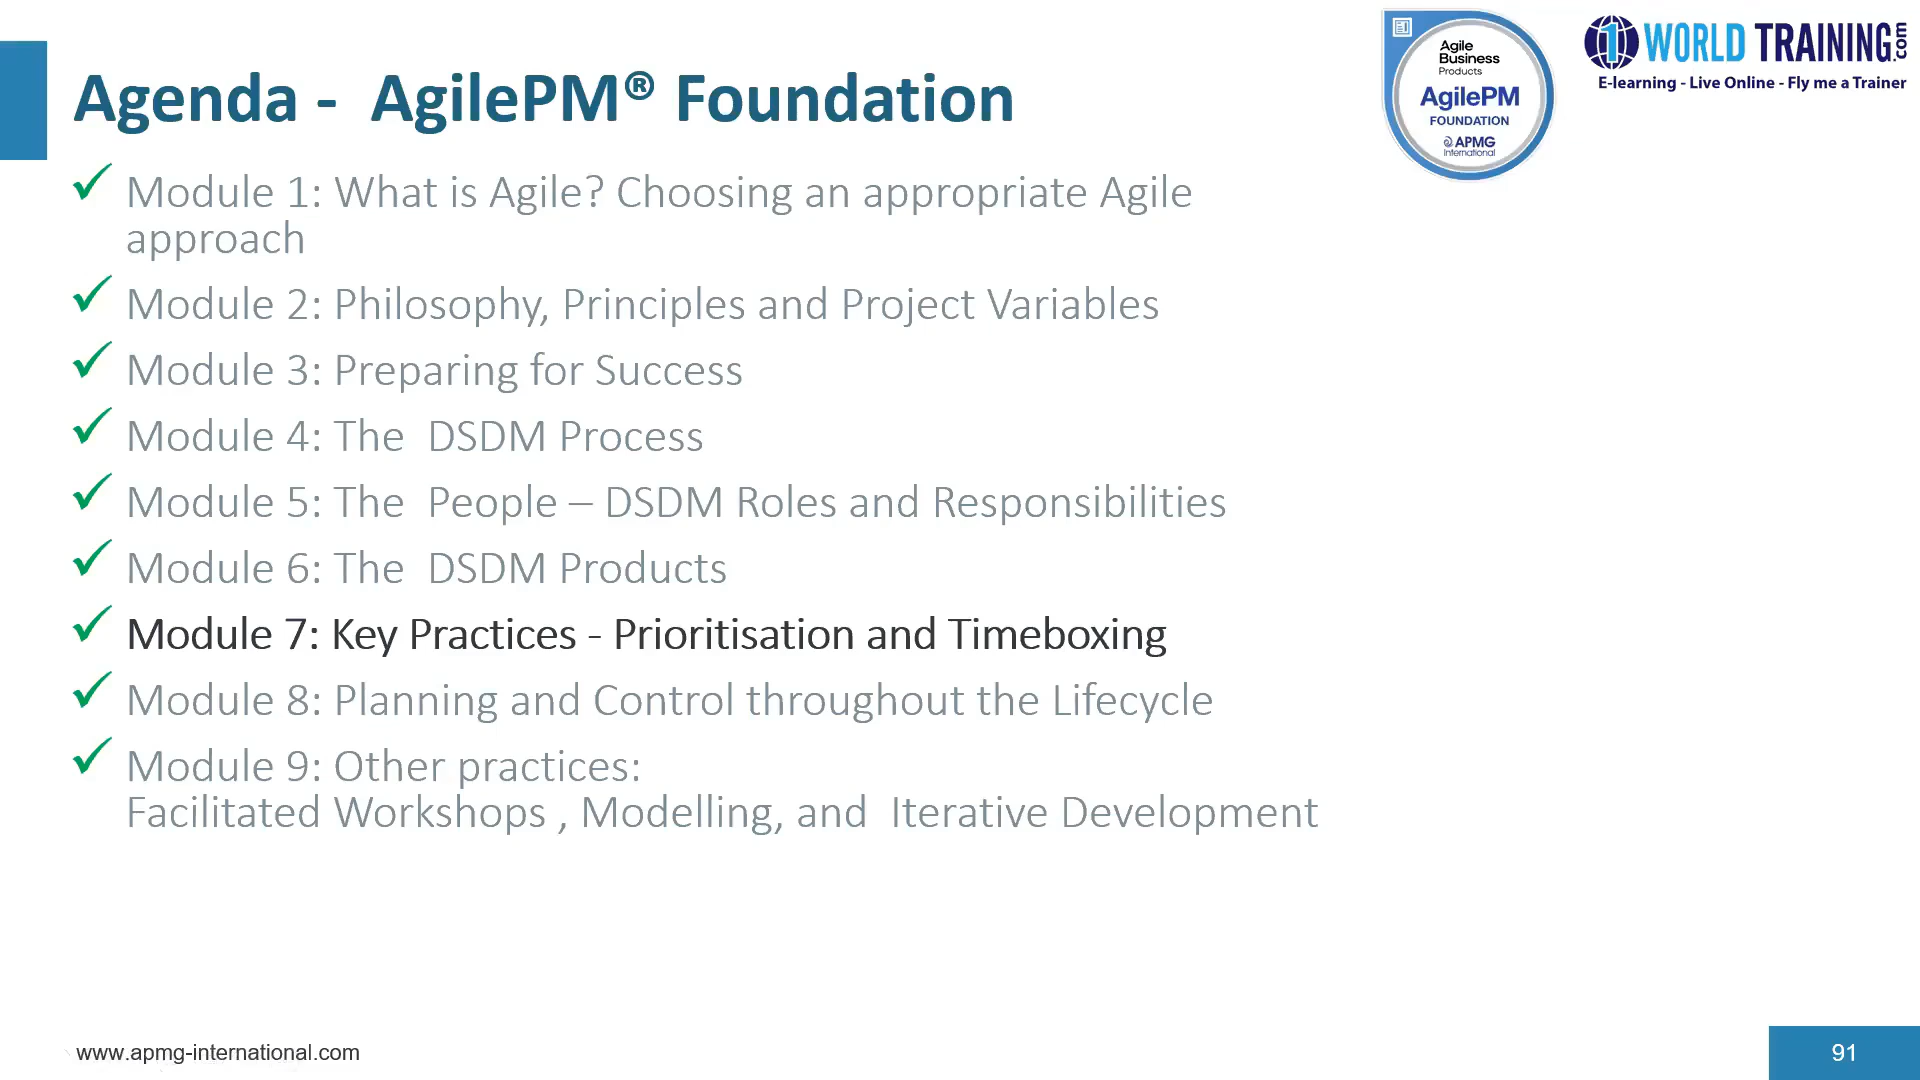 Agenda -  AgilePM® Foundation
Agile
Business
Products
AgilePM
FOUNDATION
APMG
International
1 WORLD TRAINING.com
E-learning - Live Online - Fly me a Trainer
Module 1: What is Agile? Choosing an appropriate Agile
approach
Module 2: Philosophy, Principles and Project Variables
Module 3: Preparing for Success
Module 4: The  DSDM Process
Module 5: The  People – DSDM Roles and Responsibilities
Module 6: The  DSDM Products
Module 7: Key Practices - Prioritisation and Timeboxing
Module 8: Planning and Control throughout the Lifecycle
Module 9: Other practices:
Facilitated Workshops , Modelling, and  Iterative Development
www.apmg-international.com
91